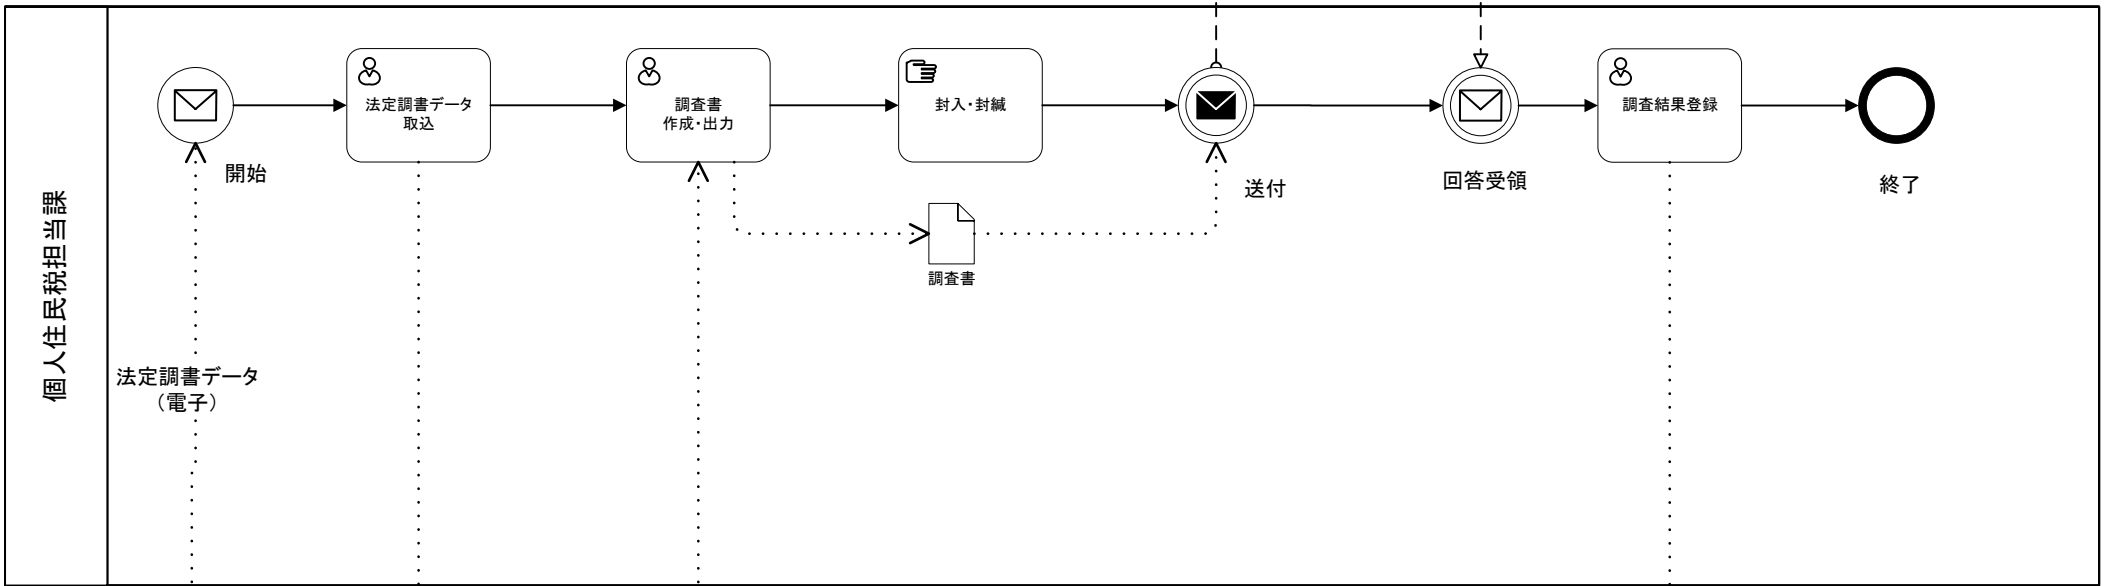 個人住民税担当課
開始
法定調書データ
(電子)
法定調書データ
取込
調査書
作成・出力
封入・封緘
調査書
送付
回答受領
調査結果登録
終了